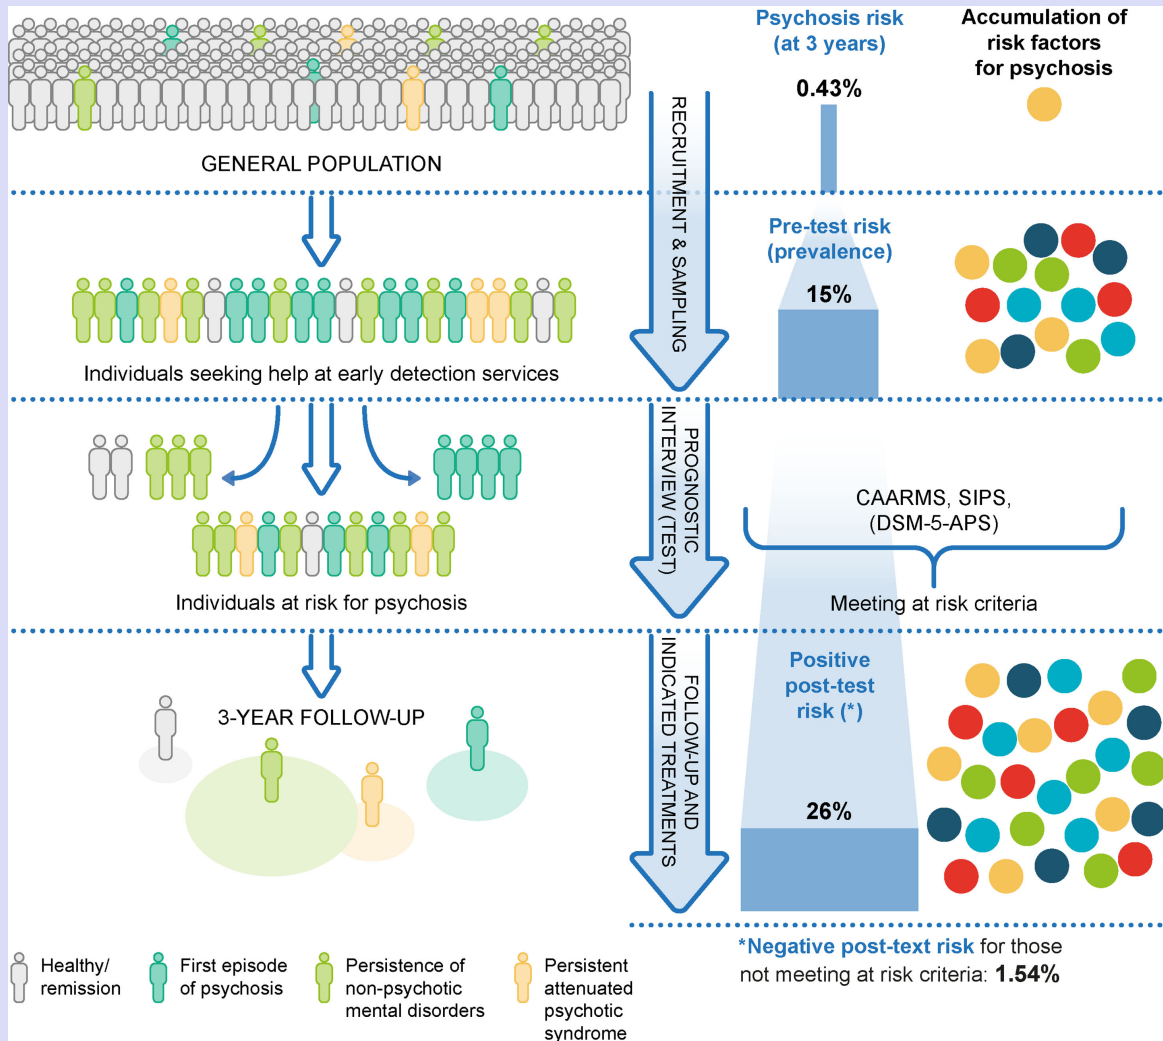 Psychosis risk
(at 3 years)
0.43%
Accumulation of
risk factors
for psychosis
GENERAL POPULATION
RECRUITMENT & SAMPLING
Pre-test risk
(prevalence)
15%
Individuals seeking help at early detection services
PROGNOSTIC
INTERVIEW (TEST)
CAARMS, SIPS,
(DSM-5-APS)
Meeting at risk criteria
Individuals at risk for psychosis
3-YEAR FOLLOW-UP
FOLLOW-UP AND
INDICATED TREATMENTS
Positive
post-test
risk (*)
26%
*Negative post-text risk for those
not meeting at risk criteria: 1.54%
Healthy/
remission
First episode
of psychosis
Persistence of
non-psychotic
mental disorders
Persistent
attenuated
psychotic
syndrome